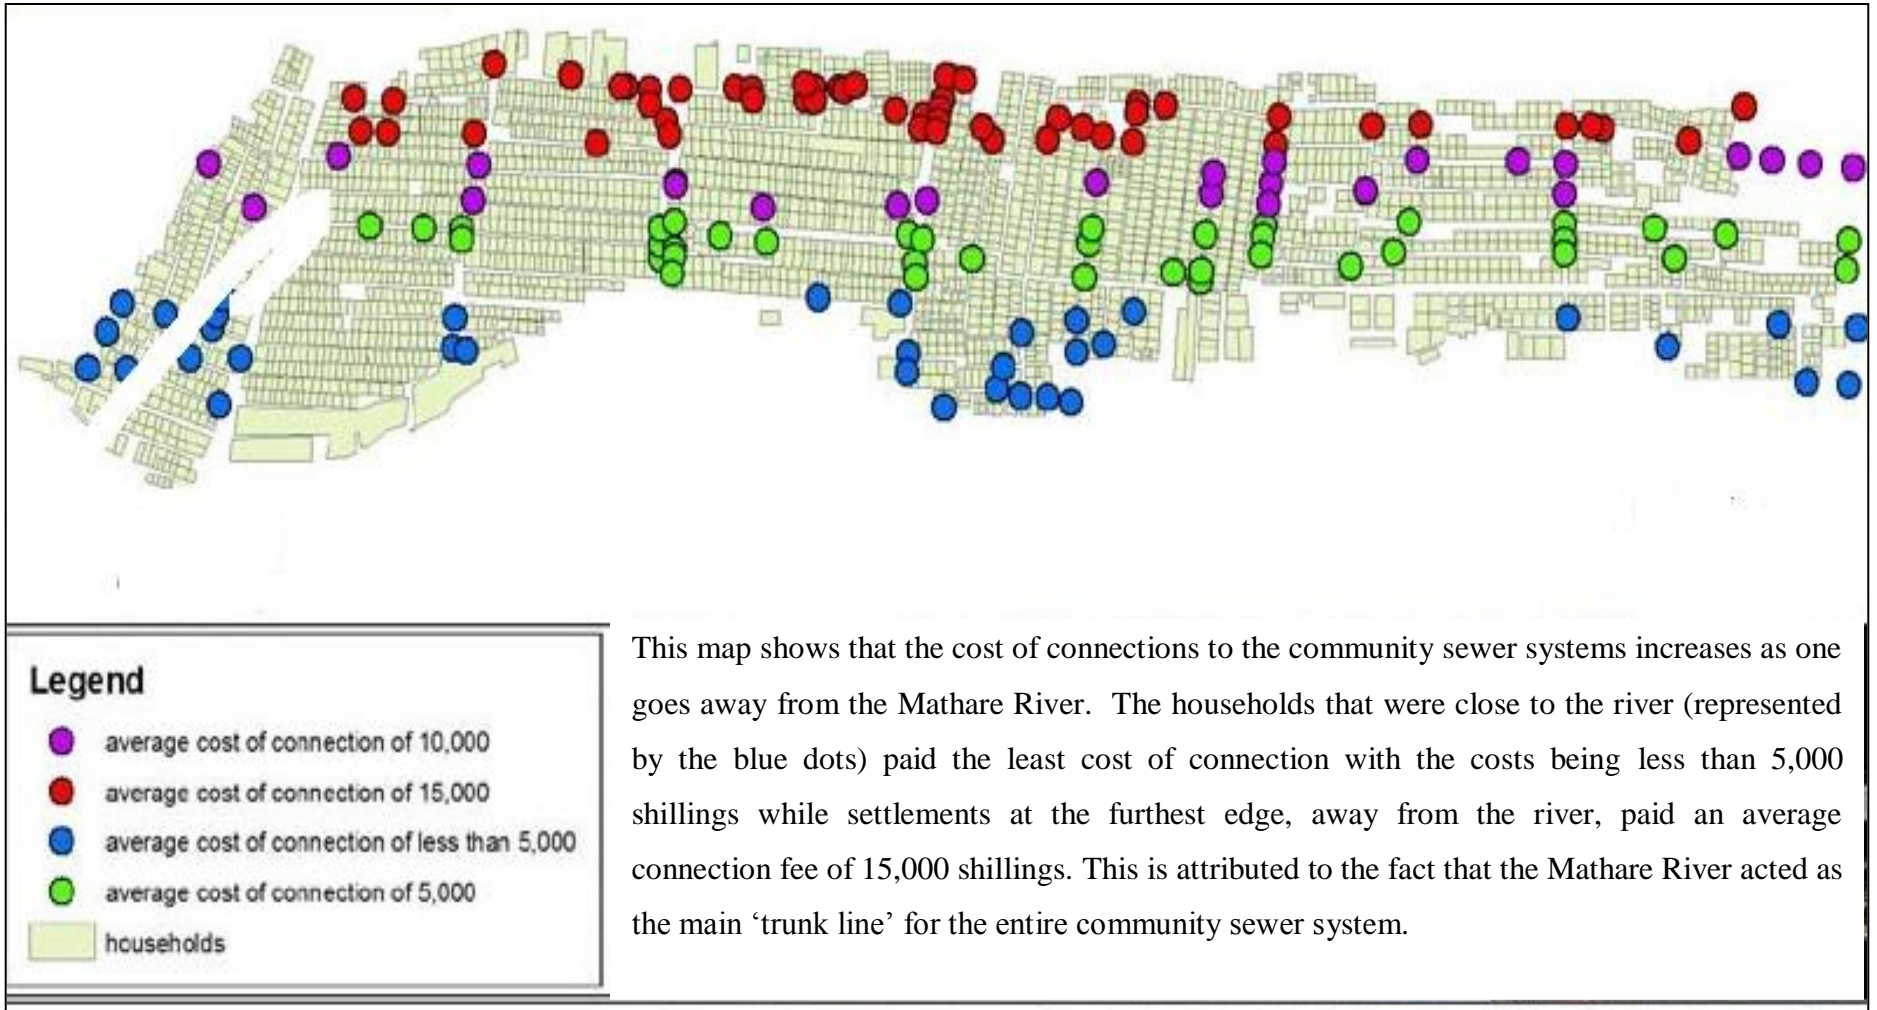 Legend
average cost of connection of 10,000
average cost of connection of 15,000
average cost of connection of less than 5,000
average cost of connection of 5,000
households
This map shows that the cost of connections to the community sewer systems increases as one
goes away from the Mathare River. The households that were close to the river (represented
by the blue dots) paid the least cost of connection with the costs being less than 5,000
shillings while settlements at the furthest edge, away from the river, paid an average
connection fee of 15,000 shillings. This is attributed to the fact that the Mathare River acted as
the main ‘trunk line’ for the entire community sewer system.